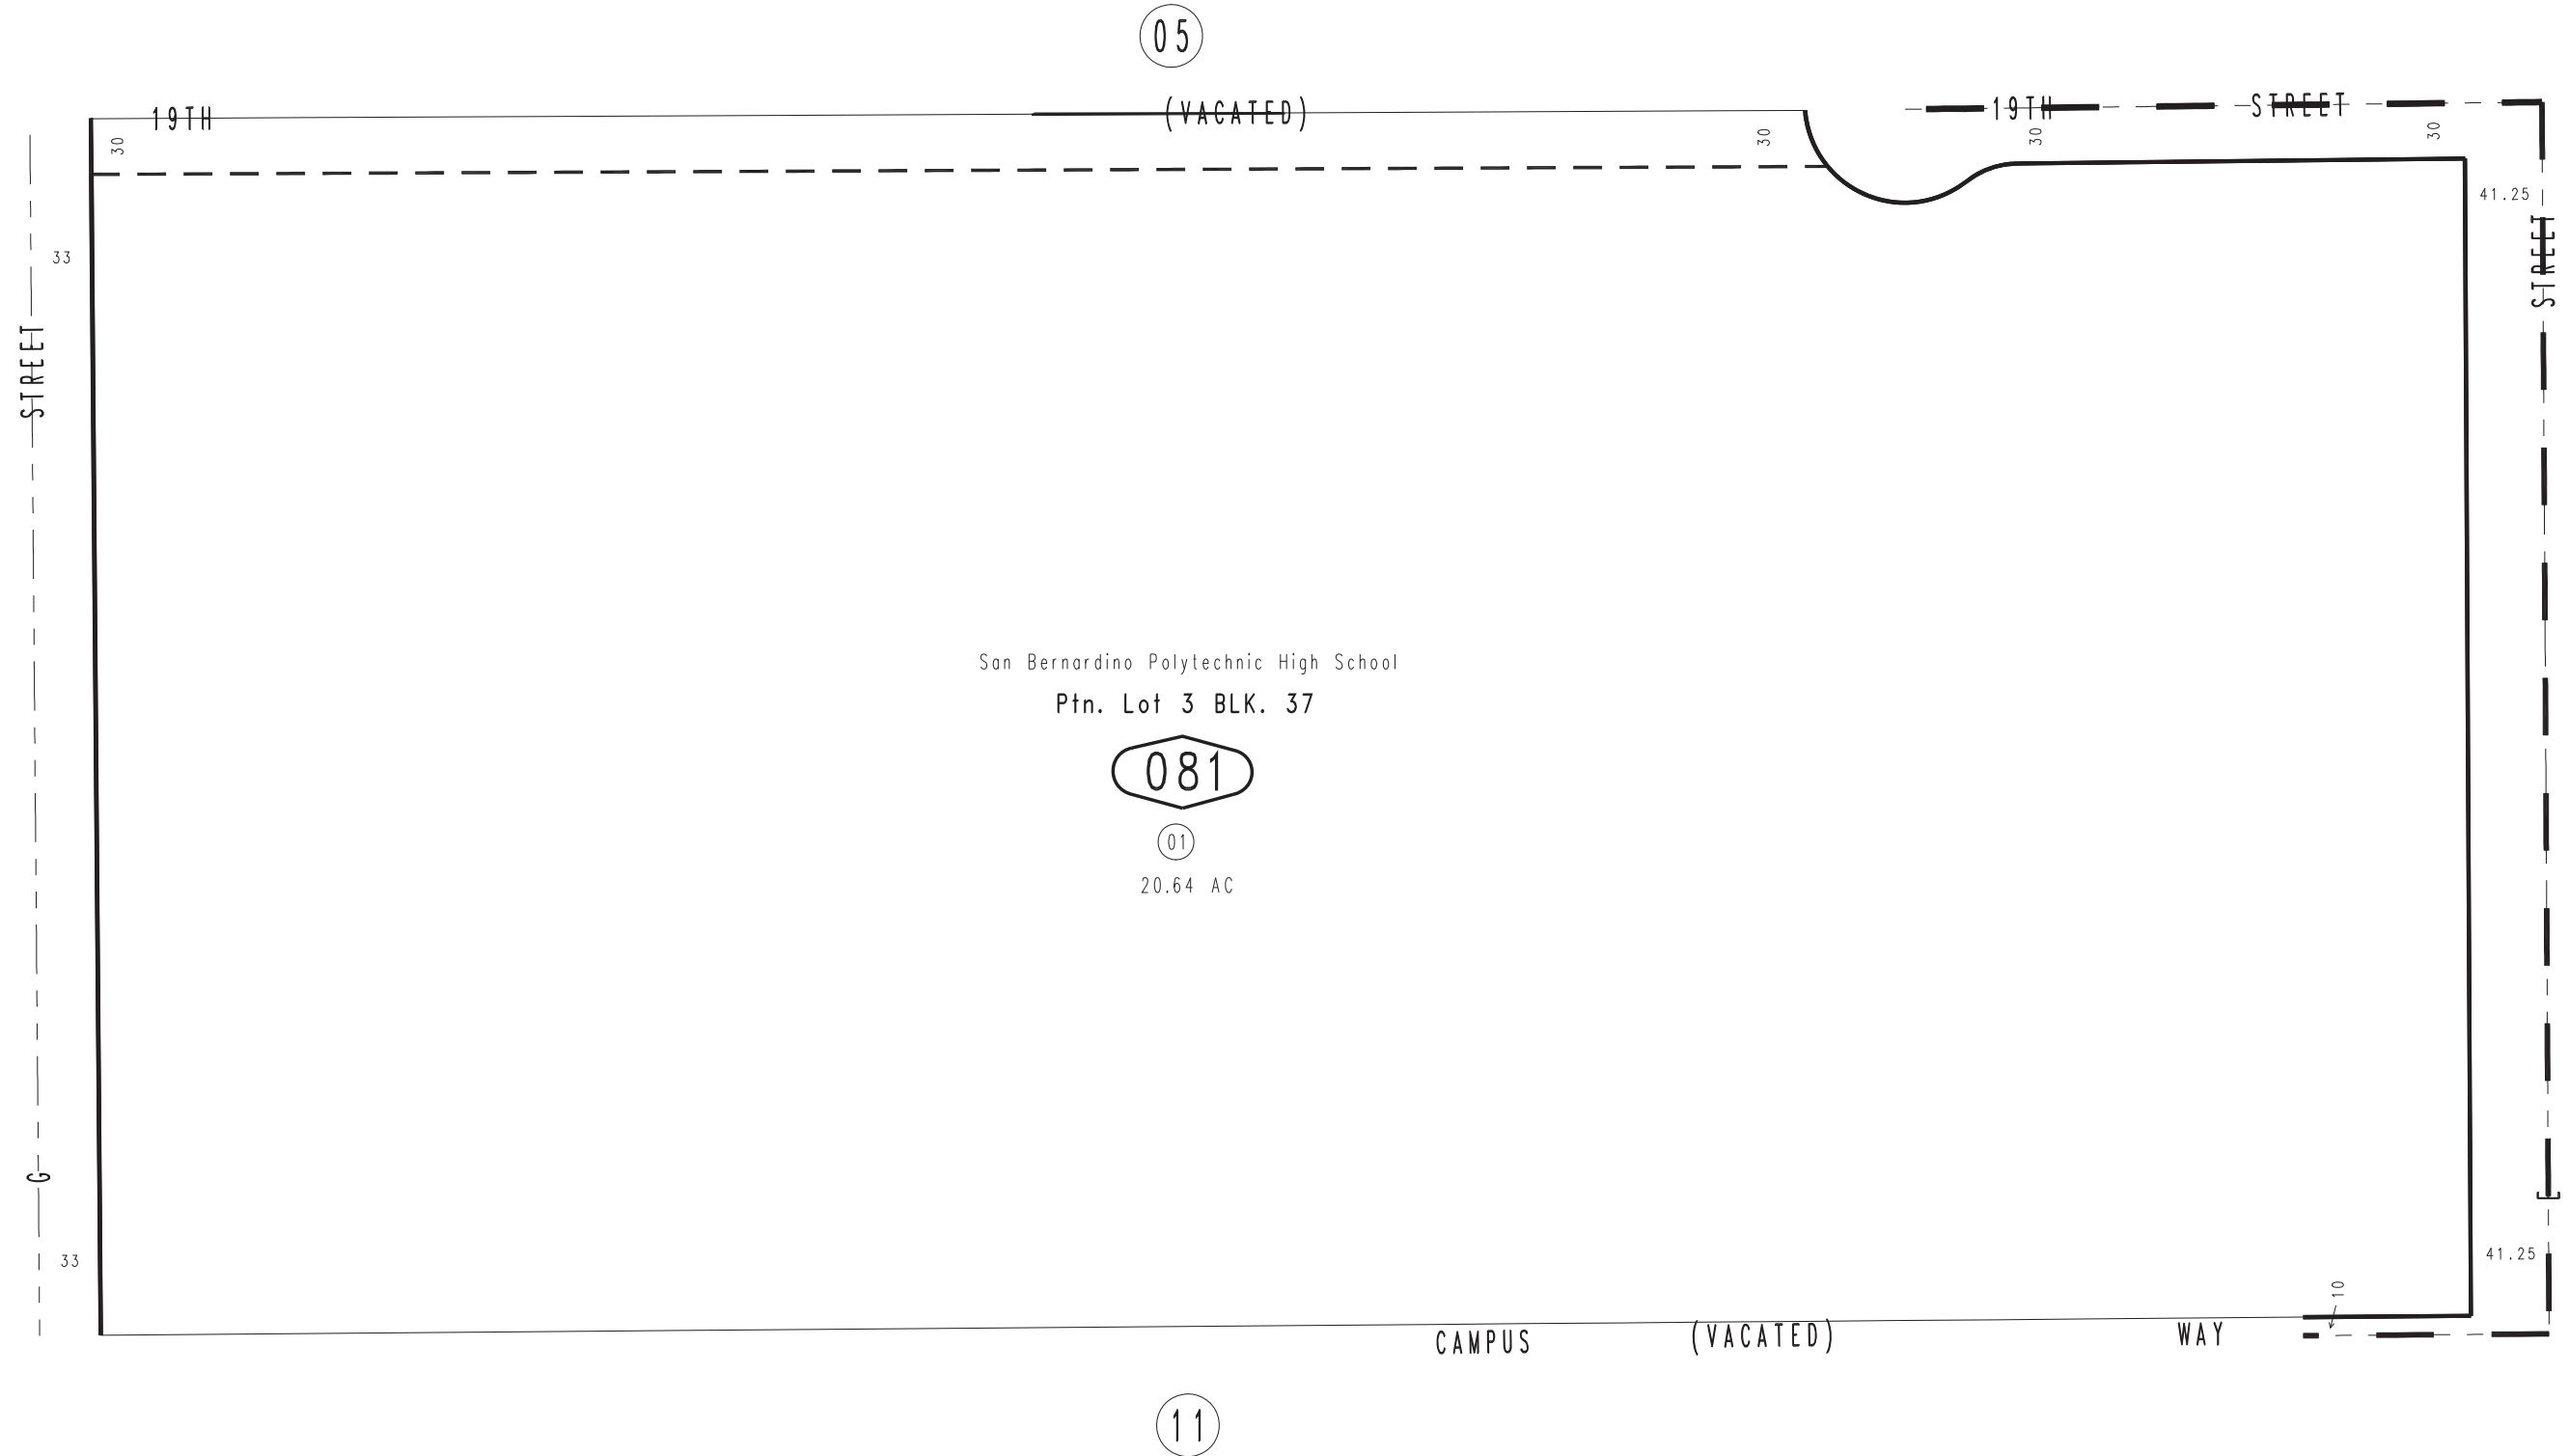 05
19TH (VACATED) 19TH STREET
30 30 30 30
41.25
33
STREET
STREET
San Bernardino Polytechnic High School
Ptn. Lot 3 BLK. 37
081
01
20.64 AC
G
E
33
41.25
10
CAMPUS (VACATED) WAY
11